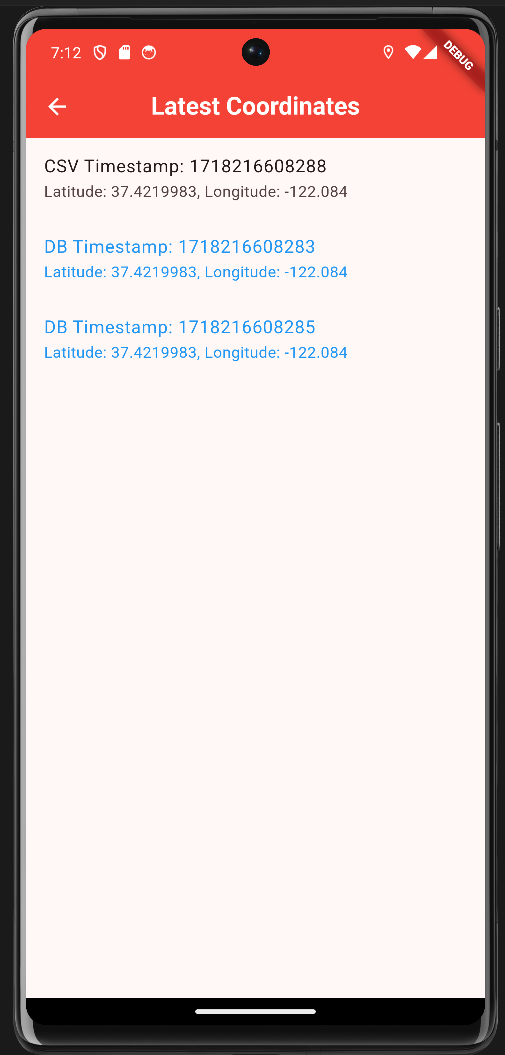 7:12
DEBUG
Latest Coordinates
CSV Timestamp: 1718216608288
Latitude: 37.4219983, Longitude: -122.084
DB Timestamp: 1718216608283
Latitude: 37.4219983, Longitude: -122.084
DB Timestamp: 1718216608285
Latitude: 37.4219983, Longitude: -122.084